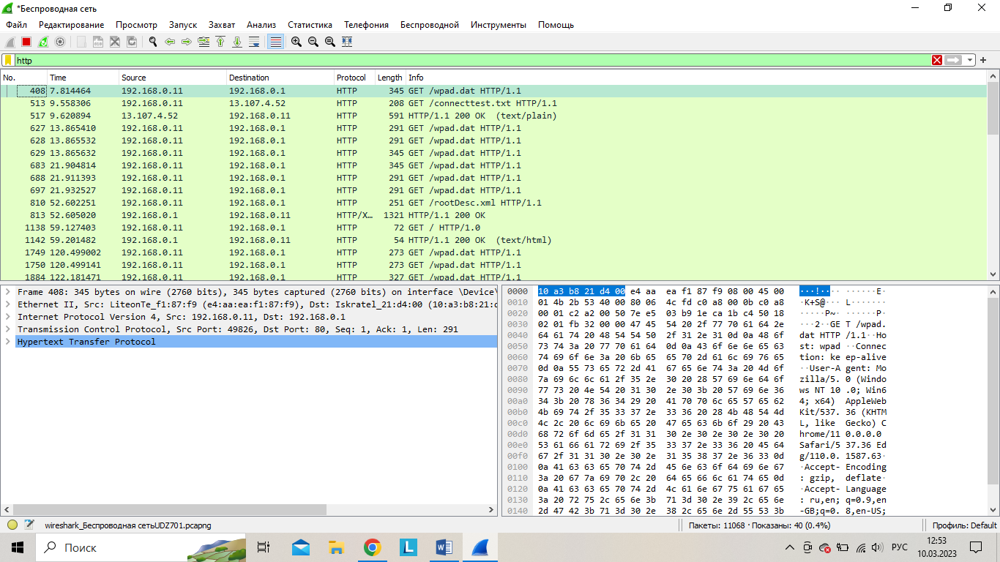 *Беспроводная сеть
Файл Редактирование Просмотр Запуск Захват Анализ Статистика Телефония Беспроводной Инструменты Помощь
http
No. Time Source Destination Protocol Length Info
408 7.814464 192.168.0.11 192.168.0.1 HTTP 345 GET /wpad.dat HTTP/1.1
513 9.558306 192.168.0.11 13.107.4.52 HTTP 208 GET /connecttest.txt HTTP/1.1
517 9.620894 13.107.4.52 192.168.0.11 HTTP 591 HTTP/1.1 200 OK (text/plain)
627 13.865410 192.168.0.11 192.168.0.1 HTTP 291 GET /wpad.dat HTTP/1.1
628 13.865532 192.168.0.11 192.168.0.1 HTTP 291 GET /wpad.dat HTTP/1.1
629 13.865632 192.168.0.11 192.168.0.1 HTTP 345 GET /wpad.dat HTTP/1.1
683 21.904814 192.168.0.11 192.168.0.1 HTTP 345 GET /wpad.dat HTTP/1.1
688 21.911393 192.168.0.11 192.168.0.1 HTTP 291 GET /wpad.dat HTTP/1.1
697 21.932527 192.168.0.11 192.168.0.1 HTTP 291 GET /wpad.dat HTTP/1.1
810 52.602251 192.168.0.11 192.168.0.1 HTTP 251 GET /rootDesc.xml HTTP/1.1
813 52.605020 192.168.0.1 192.168.0.11 HTTP/X… 1321 HTTP/1.1 200 OK
1138 59.127403 192.168.0.11 192.168.0.1 HTTP 72 GET / HTTP/1.0
1142 59.201482 192.168.0.1 192.168.0.11 HTTP 54 HTTP/1.1 200 OK (text/html)
1749 120.499002 192.168.0.11 192.168.0.1 HTTP 273 GET /wpad.dat HTTP/1.1
1750 120.499141 192.168.0.11 192.168.0.1 HTTP 273 GET /wpad.dat HTTP/1.1
1884 122.181471 192.168.0.11 192.168.0.1 HTTP 327 GET /wpad.dat HTTP/1.1
Frame 408: 345 bytes on wire (2760 bits), 345 bytes captured (2760 bits) on interface \Device\
Ethernet II, Src: LiteonTe_f1:87:f9 (e4:aa:ea:f1:87:f9), Dst: Iskratel_21:d4:00 (10:a3:b8:21:d
Internet Protocol Version 4, Src: 192.168.0.11, Dst: 192.168.0.1
Transmission Control Protocol, Src Port: 49826, Dst Port: 80, Seq: 1, Ack: 1, Len: 291
Hypertext Transfer Protocol
0000 10 a3 b8 21 d4 00 e4 aa ea f1 87 f9 08 00 45 00 ···!·· ·· ······E·
0010 01 4b 2b 53 40 00 80 06 4c fd c0 a8 00 0b c0 a8 ·K+S@··· L·······
0020 00 01 c2 a2 00 50 7e e5 03 b9 1e ca 1b c4 50 18 ·····P~· ······P·
0030 02 01 fb 32 00 00 47 45 54 20 2f 77 70 61 64 2e ···2··GE T /wpad.
0040 64 61 74 20 48 54 54 50 2f 31 2e 31 0d 0a 48 6f dat HTTP /1.1··Ho
0050 73 74 3a 20 77 70 61 64 0d 0a 43 6f 6e 6e 65 63 st: wpad ··Connec
0060 74 69 6f 6e 3a 20 6b 65 65 70 2d 61 6c 69 76 65 tion: ke ep-alive
0070 0d 0a 55 73 65 72 2d 41 67 65 6e 74 3a 20 4d 6f ··User-A gent: Mo
0080 7a 69 6c 6c 61 2f 35 2e 30 20 28 57 69 6e 64 6f zilla/5. 0 (Windo
0090 77 73 20 4e 54 20 31 30 2e 30 3b 20 57 69 6e 36 ws NT 10 .0; Win6
00a0 34 3b 20 78 36 34 29 20 41 70 70 6c 65 57 65 62 4; x64) AppleWeb
00b0 4b 69 74 2f 35 33 37 2e 33 36 20 28 4b 48 54 4d Kit/537. 36 (KHTM
00c0 4c 2c 20 6c 69 6b 65 20 47 65 63 6b 6f 29 20 43 L, like Gecko) C
00d0 68 72 6f 6d 65 2f 31 31 30 2e 30 2e 30 2e 30 20 hrome/11 0.0.0.0
00e0 53 61 66 61 72 69 2f 35 33 37 2e 33 36 20 45 64 Safari/5 37.36 Ed
00f0 67 2f 31 31 30 2e 30 2e 31 35 38 37 2e 36 33 0d g/110.0. 1587.63·
0100 0a 41 63 63 65 70 74 2d 45 6e 63 6f 64 69 6e 67 ·Accept- Encoding
0110 3a 20 67 7a 69 70 2c 20 64 65 66 6c 61 74 65 0d : gzip, deflate·
0120 0a 41 63 63 65 70 74 2d 4c 61 6e 67 75 61 67 65 ·Accept- Language
0130 3a 20 72 75 2c 65 6e 3b 71 3d 30 2e 39 2c 65 6e : ru,en; q=0.9,en
0140 2d 47 42 3b 71 3d 30 2e 38 2c 65 6e 2d 55 53 3b -GB;q=0. 8,en-US;
wireshark_Беспроводная сетьUDZ701.pcapng Пакеты: 11068 · Показаны: 40 (0.4%) Профиль: Default
Поиск L W РУС 12:53
10.03.2023